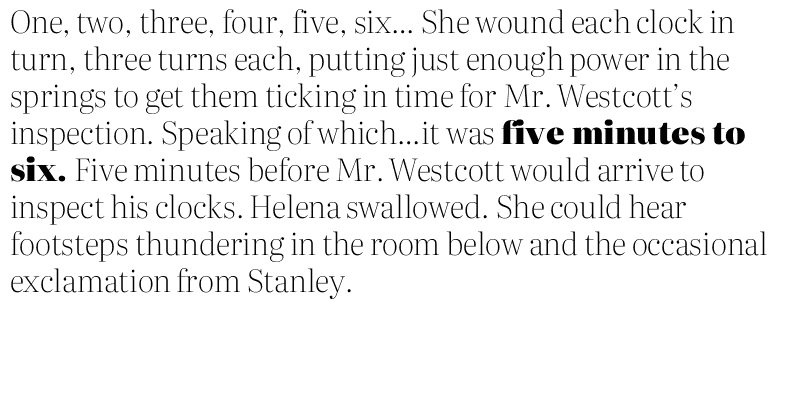 One, two, three, four, five, six... She wound each clock in
turn, three turns each, putting just enough power in the
springs to get them ticking in time for Mr. Westcott’s
inspection. Speaking of which...it was five minutes to
six. Five minutes before Mr. Westcott would arrive to
inspect his clocks. Helena swallowed. She could hear
footsteps thundering in the room below and the occasional
exclamation from Stanley.